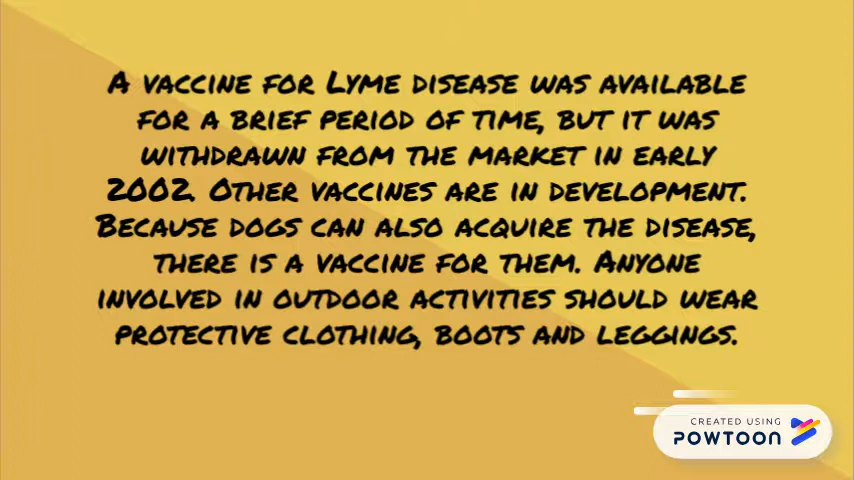 A vaccine for Lyme disease was available
for a brief period of time, but it was
withdrawn from the market in early
2002. Other vaccines are in development.
Because dogs can also acquire the disease,
there is a vaccine for them. Anyone
involved in outdoor activities should wear
protective clothing, boots and leggings.
CREATED USING
POWTOON